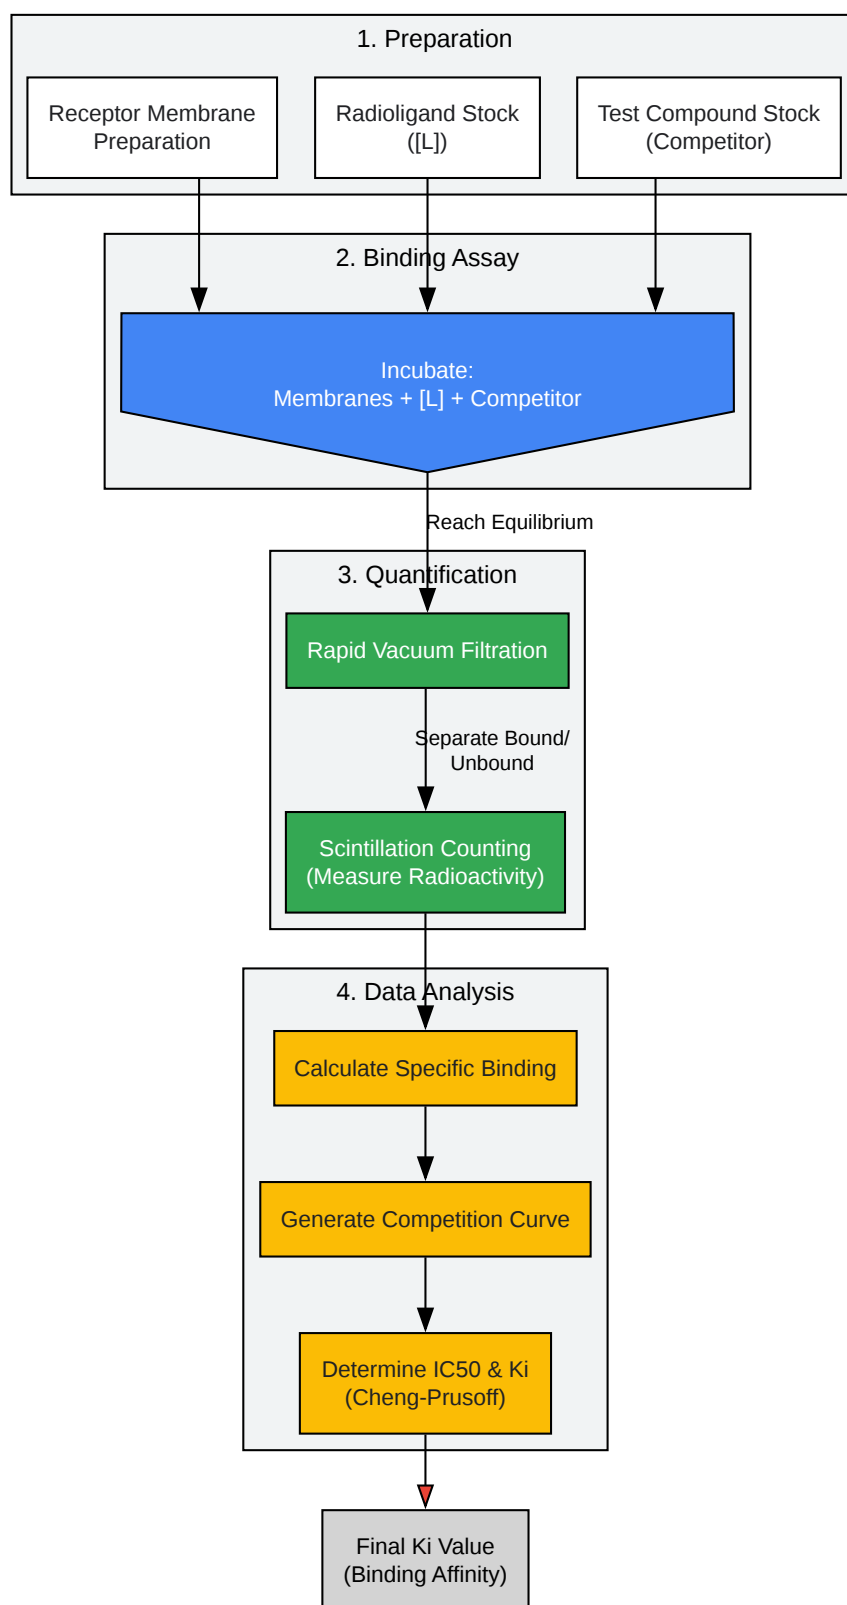 1. Preparation
Receptor Membrane
Preparation
Radioligand Stock
([L])
Test Compound Stock
(Competitor)
2. Binding Assay
Incubate:
Membranes + [L] + Competitor
Reach Equilibrium
3. Quantification
Rapid Vacuum Filtration
Separate Bound/
Unbound
Scintillation Counting
(Measure Radioactivity)
4. Data Analysis
Calculate Specific Binding
Generate Competition Curve
Determine IC50 & Ki
(Cheng-Prusoff)
Final Ki Value
(Binding Affinity)